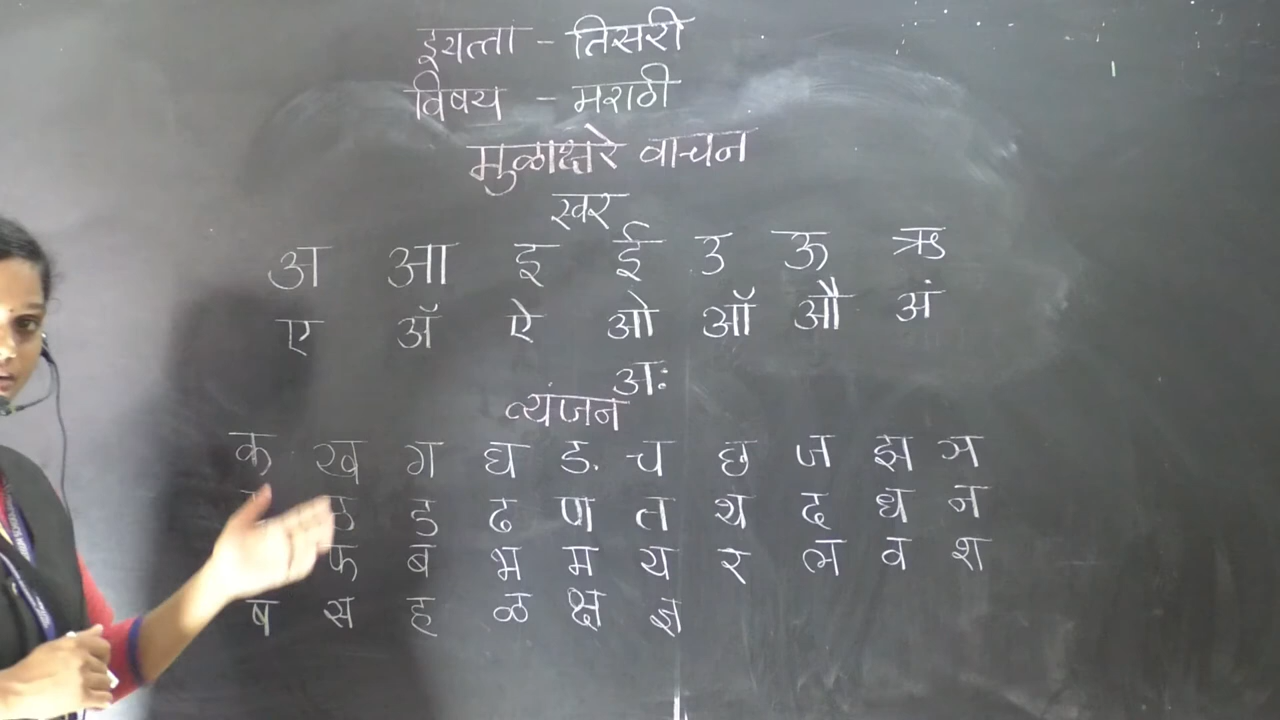 इयत्ता - तिसरी
विषय - मराठी
मुळाक्षरे वाचन
स्वर
अ आ इ ई उ ऊ ऋ
ए ॲ ऐ ओ ऑ औ अं
अः
व्यंजन
क ख ग घ ङ च छ ज झ ञ
ठ ड ढ ण त थ द ध न
फ ब भ म य र ल व श
ष स ह ळ क्ष ज्ञ